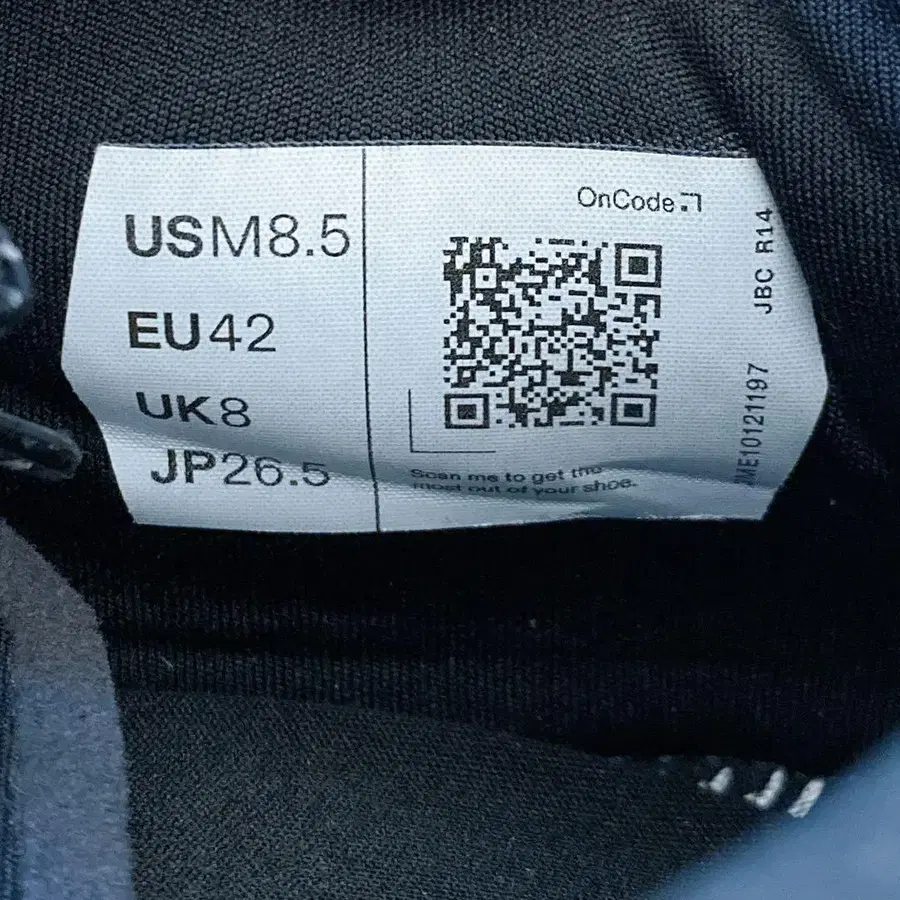 USM8.5
EU42
UK8
JP26.5
OnCode
Scan me to get the
most out of your shoe.
ME10121197
JBC R14